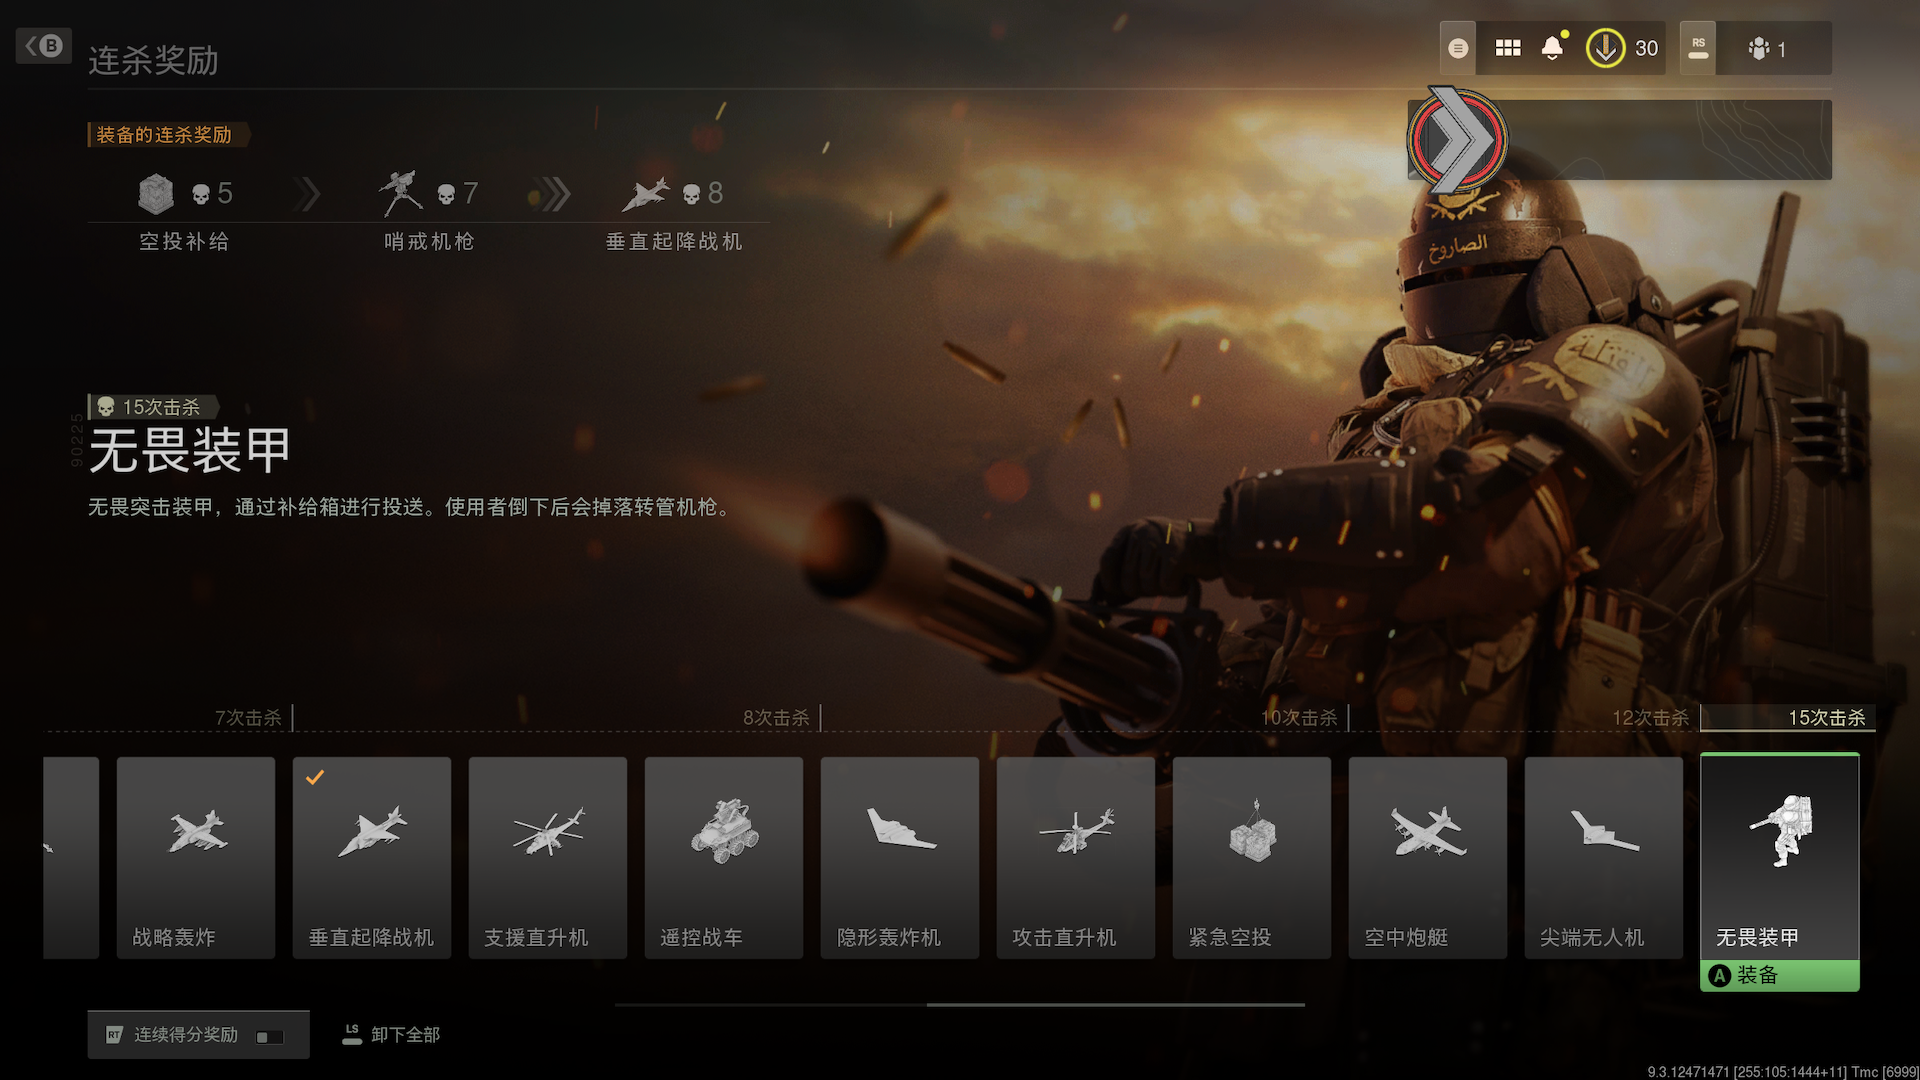 B
连杀奖励
30
RS
1
装备的连杀奖励
5
7
8
空投补给
哨戒机枪
垂直起降战机
الصاروخ
15次击杀
90225
无畏装甲
无畏突击装甲，通过补给箱进行投送。使用者倒下后会掉落转管机枪。
7次击杀
8次击杀
10次击杀
12次击杀
15次击杀
战略轰炸
垂直起降战机
支援直升机
遥控战车
隐形轰炸机
攻击直升机
紧急空投
空中炮艇
尖端无人机
无畏装甲
A 装备
RT 连续得分奖励
LS 卸下全部
9.3.12471471 [255:105:1444+11] Tmc [6999]